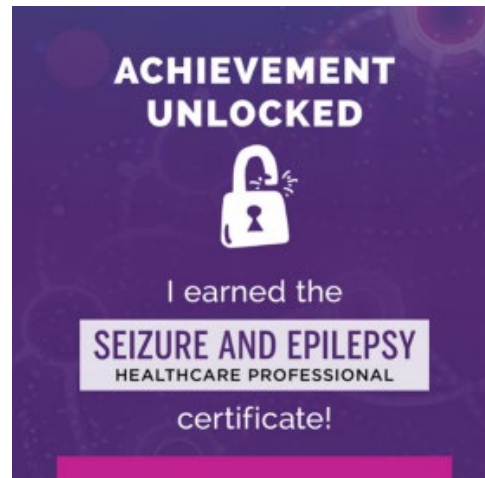 ACHIEVEMENT
UNLOCKED
I earned the
SEIZURE AND EPILEPSY
HEALTHCARE PROFESSIONAL
certificate!